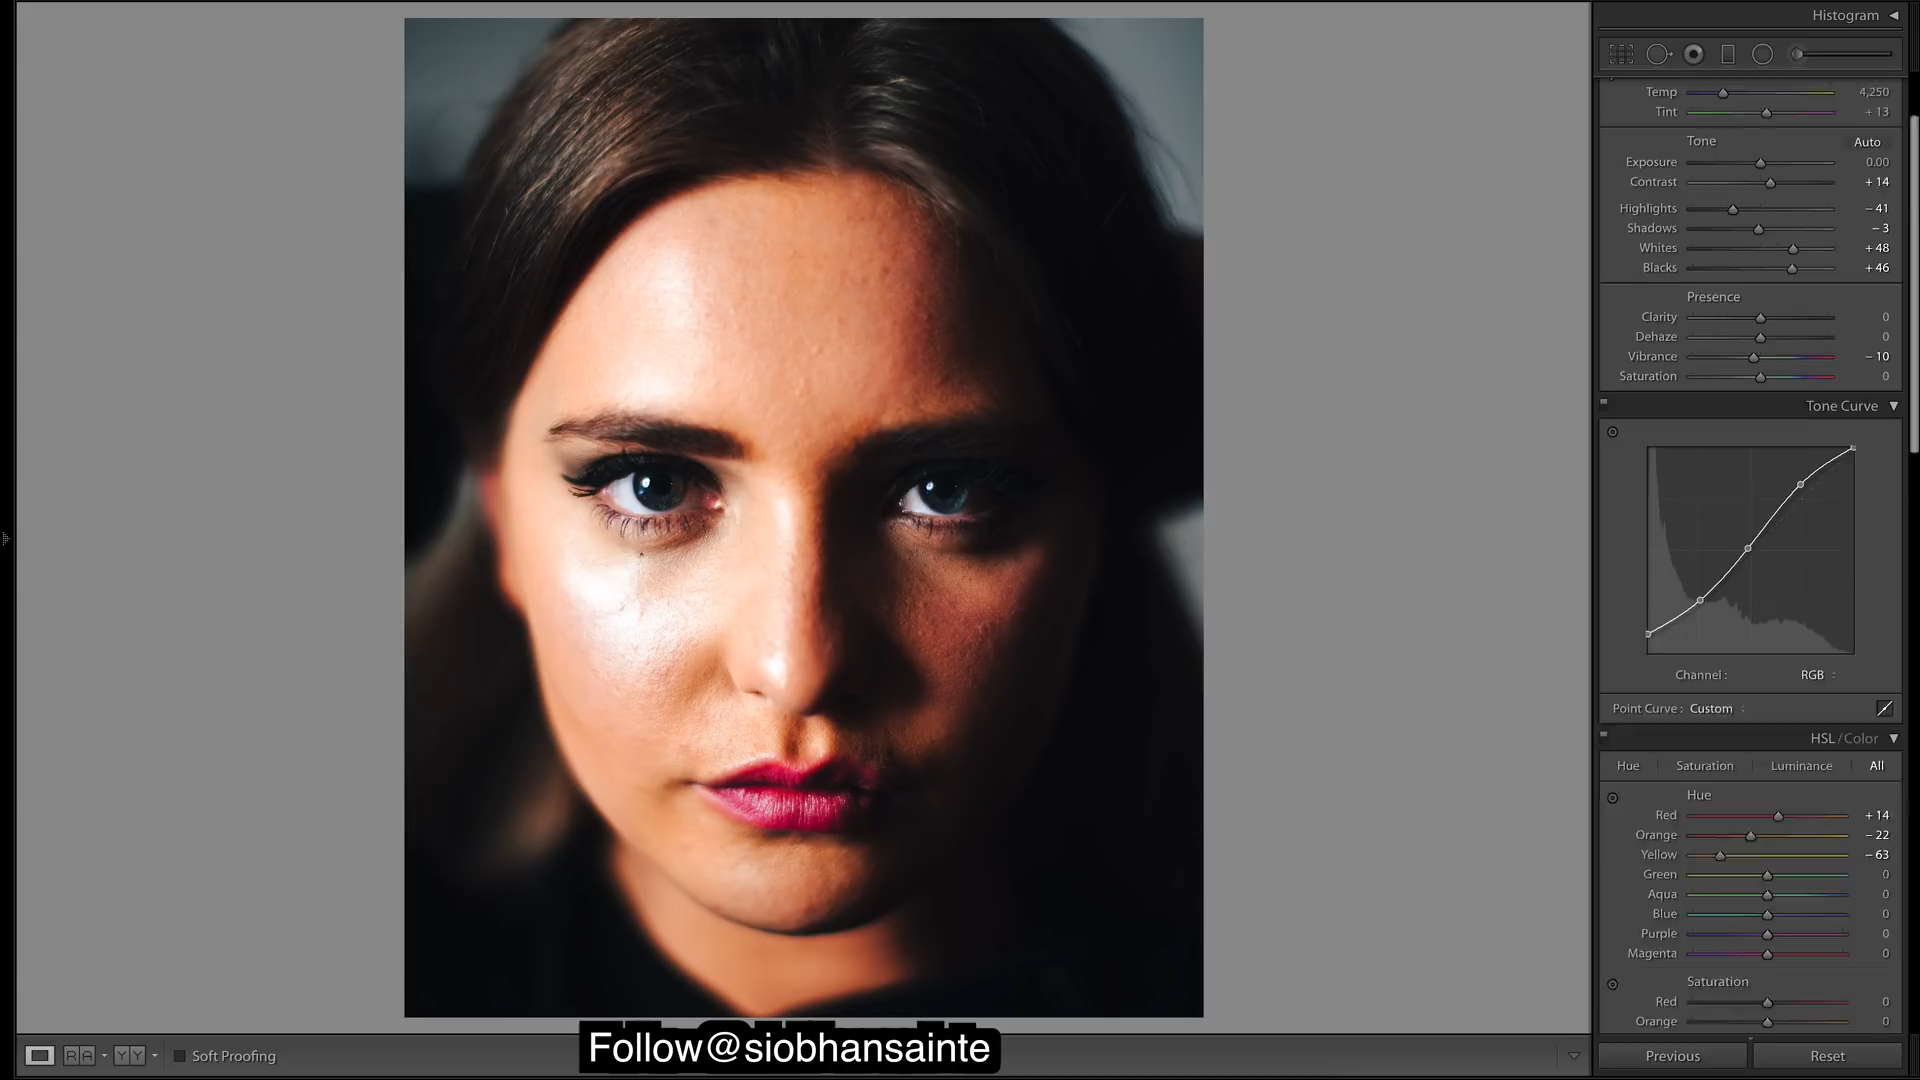 Histogram
Temp 4,250
Tint + 13
Tone Auto
Exposure 0.00
Contrast + 14
Highlights − 41
Shadows − 3
Whites + 48
Blacks + 46
Presence
Clarity 0
Dehaze 0
Vibrance − 10
Saturation 0
Tone Curve
Channel : RGB
Point Curve : Custom
HSL / Color
Hue Saturation Luminance All
Hue
Red + 14
Orange − 22
Yellow − 63
Green 0
Aqua 0
Blue 0
Purple 0
Magenta 0
Saturation
Red 0
Orange 0
R A Y Y Soft Proofing
Follow@siobhansainte
Previous Reset